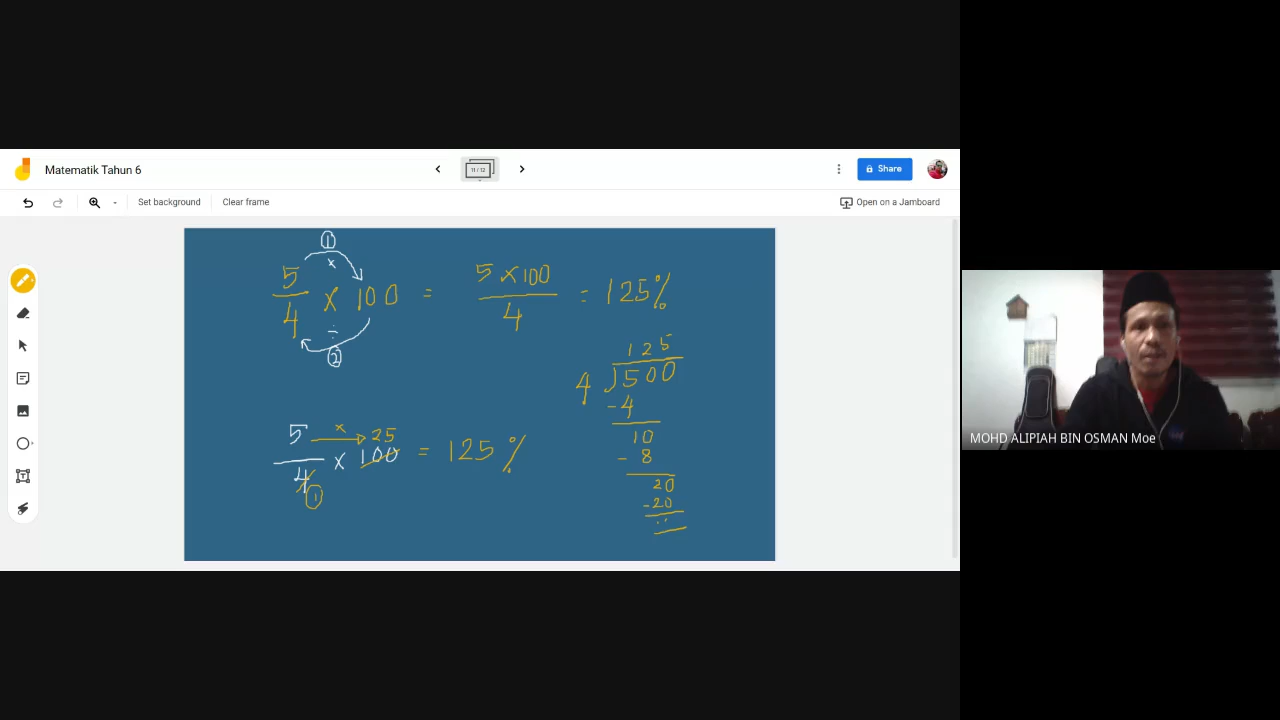 Matematik Tahun 6
11 / 12
Share
Set background
Clear frame
Open on a Jamboard
①
5/4 × 100 = 5 × 100/4 = 125%
÷
②
125
4 ) 500
-4
10
- 8
20
-20
. .
5 × 25
4 × 100 = 125 %
①
MOHD ALIPIAH BIN OSMAN Moe